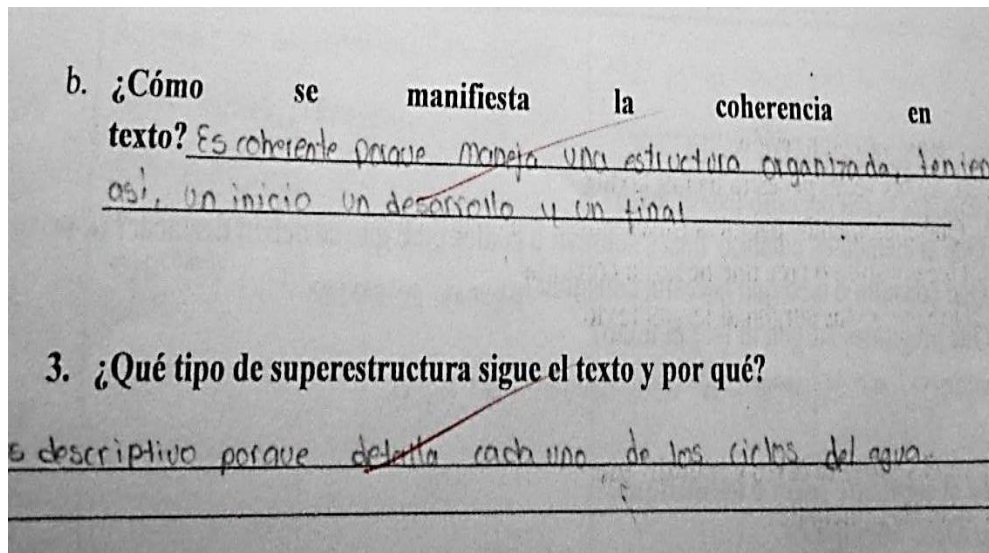 b. ¿Cómo se manifiesta la coherencia en
texto? Es coherente porque maneja una estructura organizada, tenien
así, un inicio un desarrollo y un final
3. ¿Qué tipo de superestructura sigue el texto y por qué?
s descriptivo porque detalla cada uno de los ciclos del agua.